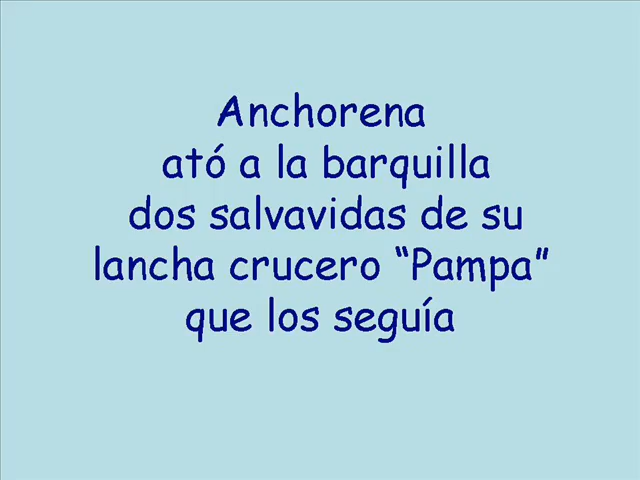 Anchorena
ató a la barquilla
dos salvavidas de su
lancha crucero “Pampa”
que los seguía